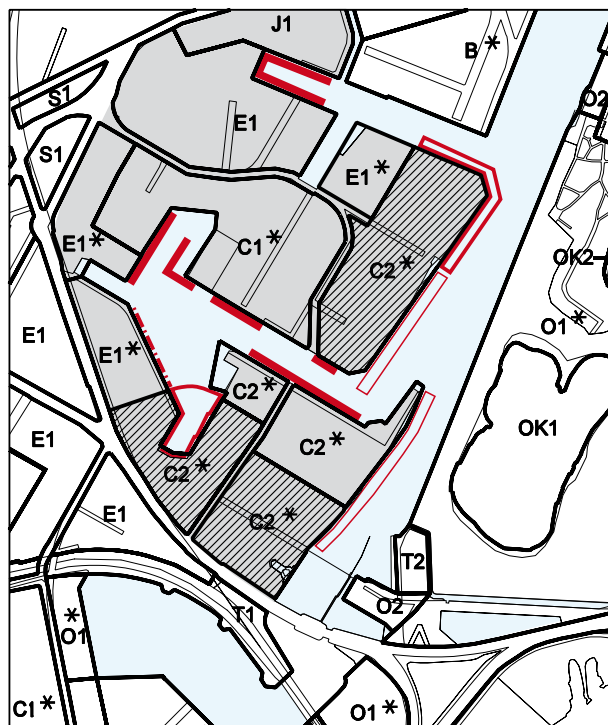 J1
B*
S1
O2
E1
S1
E1*
C1*
E1*
C2*
OK2
O1*
E1
E1*
C2*
OK1
E1
C2*
C2*
E1
C2*
T2
O2
T1
*
O1
C1*
O1*